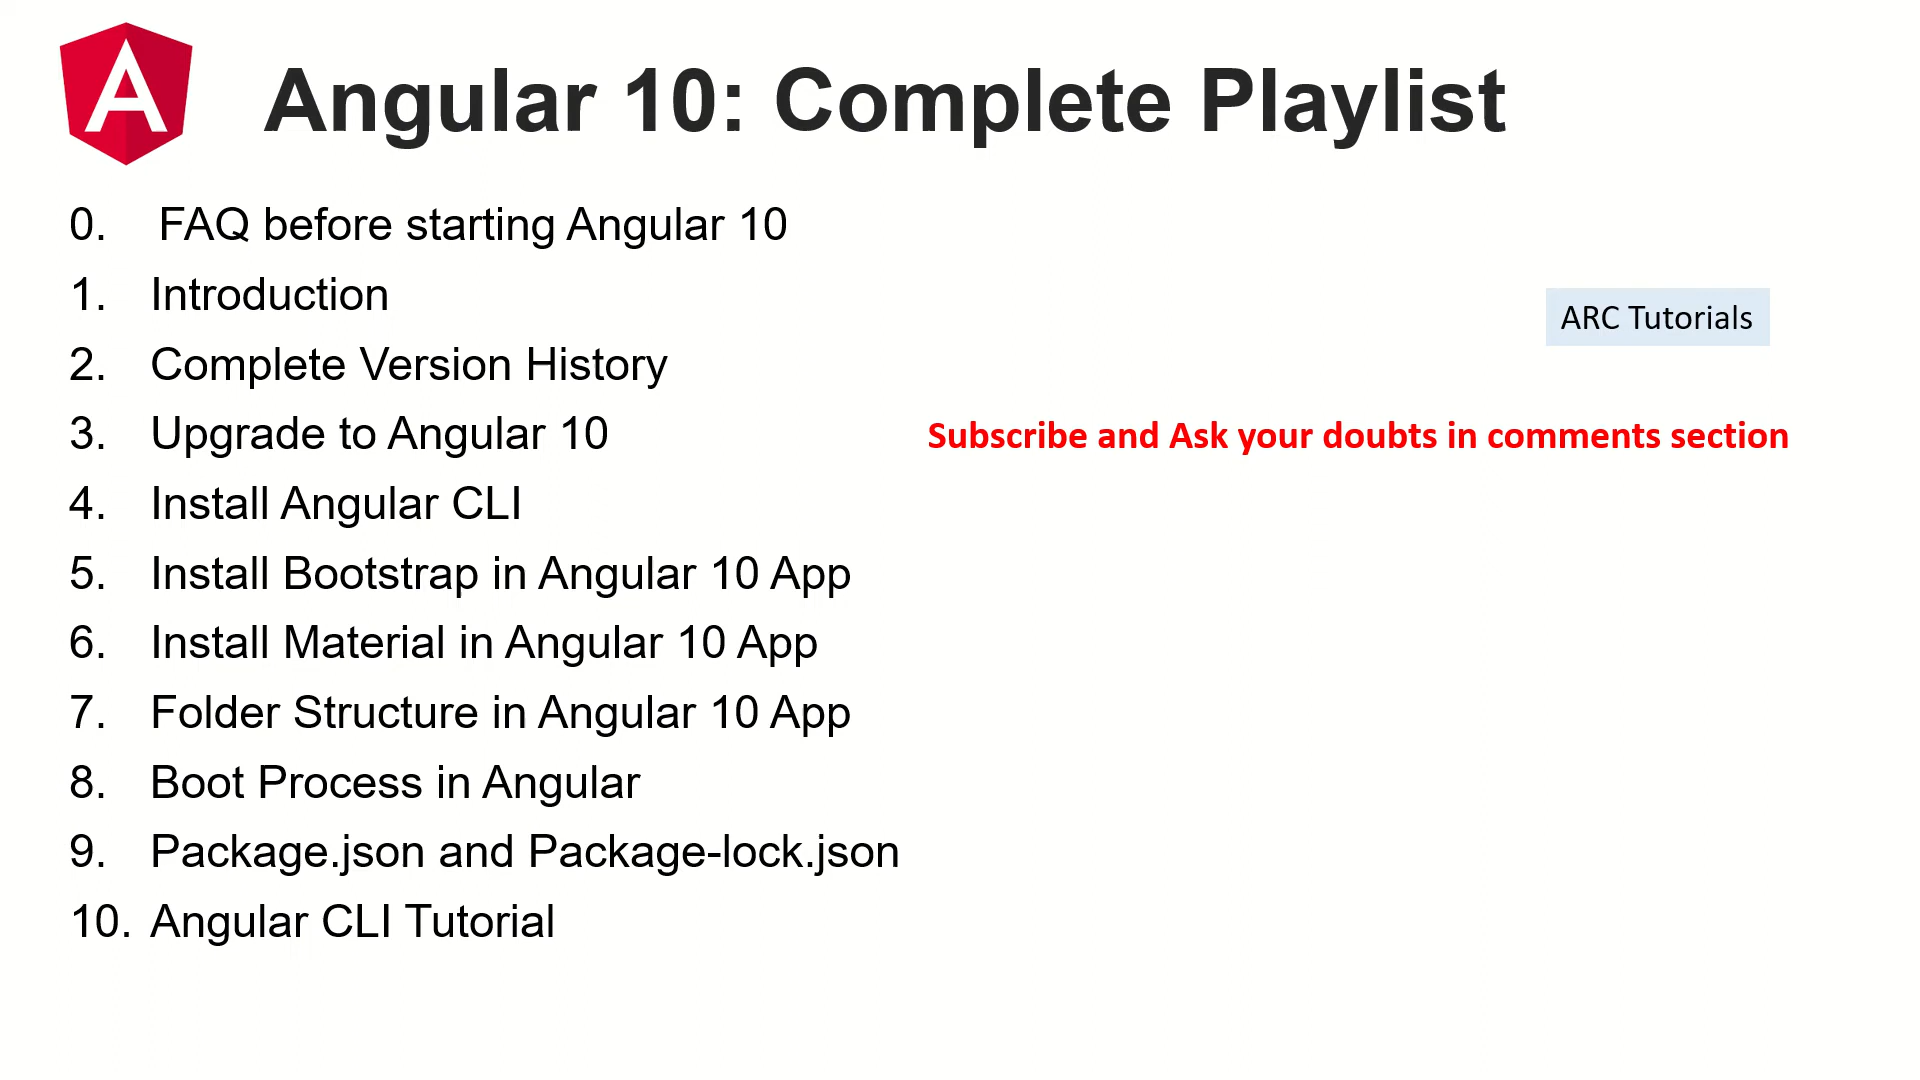 Angular 10: Complete Playlist
0. FAQ before starting Angular 10
1. Introduction
2. Complete Version History
3. Upgrade to Angular 10
4. Install Angular CLI
5. Install Bootstrap in Angular 10 App
6. Install Material in Angular 10 App
7. Folder Structure in Angular 10 App
8. Boot Process in Angular
9. Package.json and Package-lock.json
10. Angular CLI Tutorial
ARC Tutorials
Subscribe and Ask your doubts in comments section